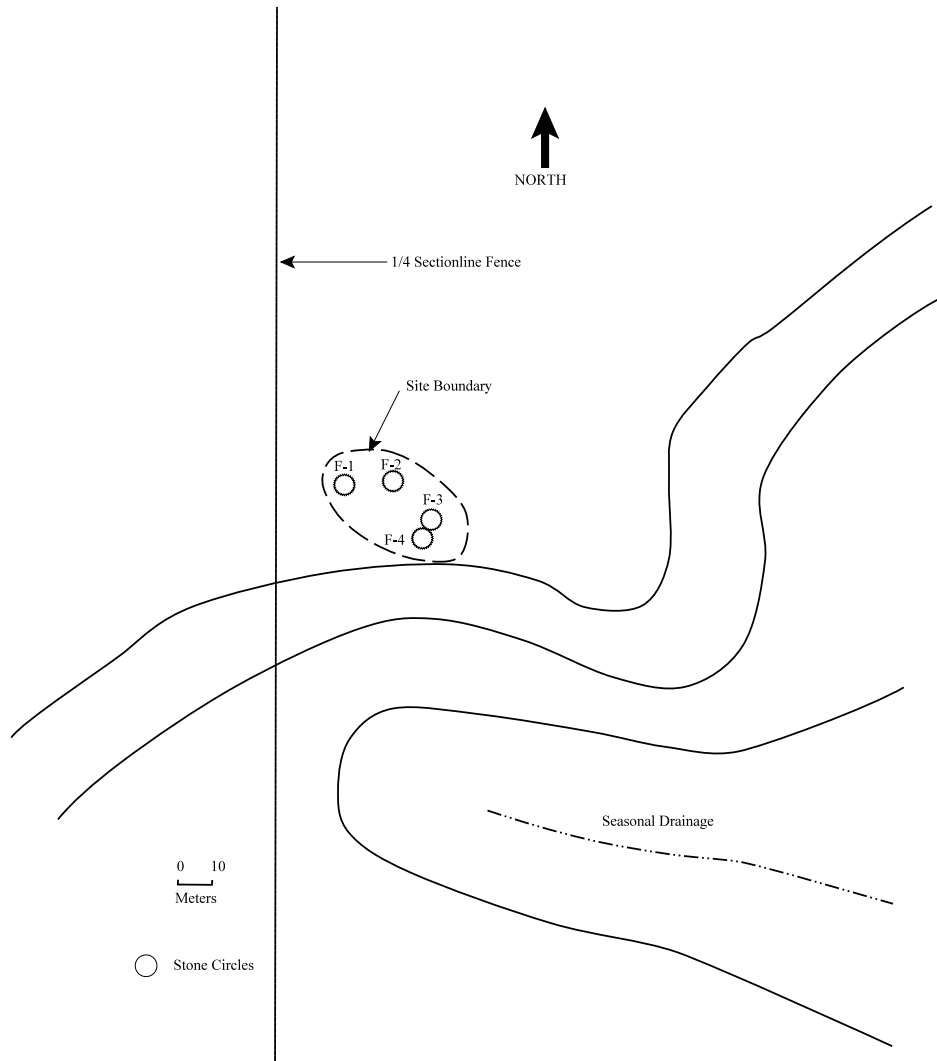 NORTH
1/4 Sectionline Fence
Site Boundary
F-1
F-2
F-3
F-4
Seasonal Drainage
0 10
Meters
Stone Circles